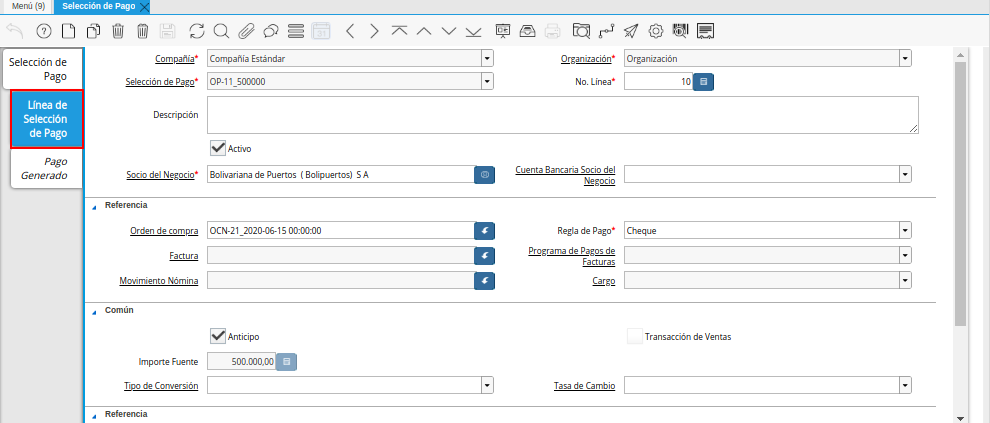 Menú (9)
Selección de Pago
Selección de
Pago
Línea de
Selección
de Pago
Pago
Generado
Compañía*
Compañía Estándar
Organización*
Organización
Selección de Pago*
OP-11_500000
No. Línea*
10
Descripción
Activo
Socio del Negocio*
Bolivariana de Puertos ( Bolipuertos) S A
Cuenta Bancaria Socio del
Negocio
Referencia
Orden de compra
OCN-21_2020-06-15 00:00:00
Regla de Pago*
Cheque
Factura
Programa de Pagos de
Facturas
Movimiento Nómina
Cargo
Común
Anticipo
Transacción de Ventas
Importe Fuente
500.000,00
Tipo de Conversión
Tasa de Cambio
Referencia